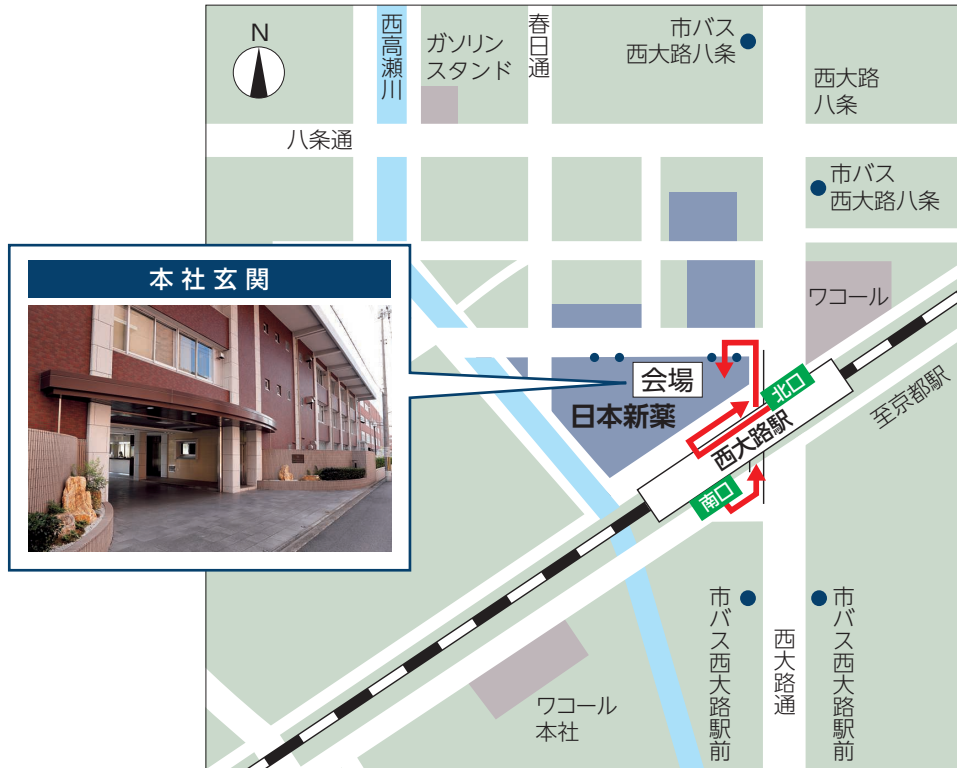 N
西高瀬川
ガソリン
スタンド
春日通
市バス
西大路八条
西大路
八条
八条通
市バス
西大路八条
本社玄関
ワコール
会場
日本新薬
北口
西大路駅
至京都駅
南口
市バス西大路駅前
西大路通
市バス西大路駅前
ワコール
本社